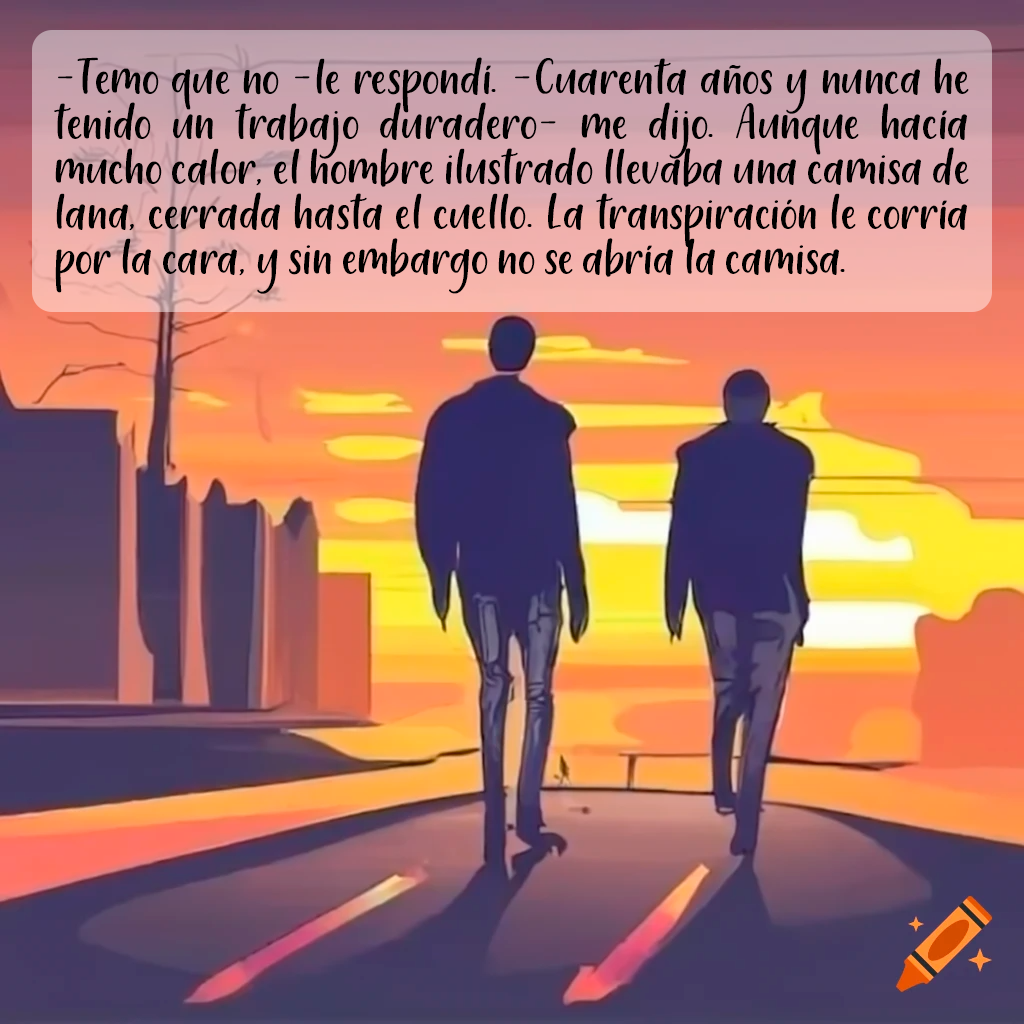 -Temo que no -le respondí. -Cuarenta años y nunca he
tenido un trabajo duradero- me dijo. Aunque hacía
mucho calor, el hombre ilustrado llevaba una camisa de
lana, cerrada hasta el cuello. La transpiración le corría
por la cara, y sin embargo no se abría la camisa.